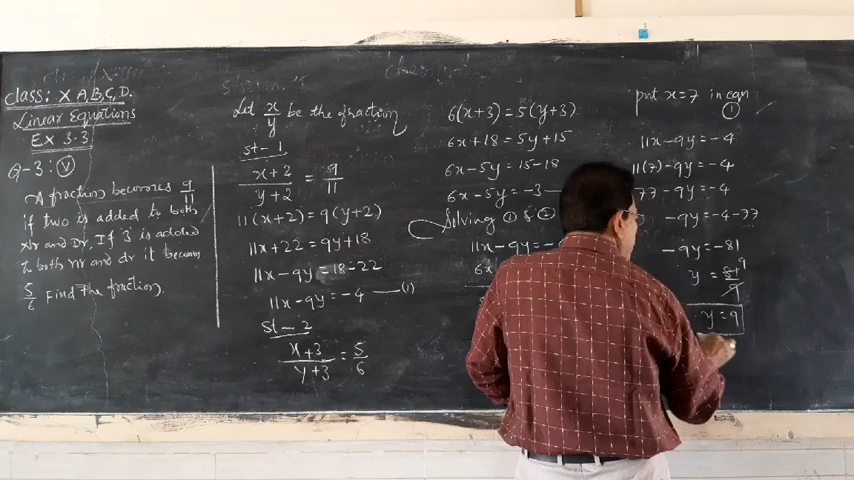 Class: X A,B,C,D.
Linear Equations
EX 3.3
Q-3: (v)
A fraction becomes 9/11
if two is added to both
Nr and Dr, If 3 is added
to both nr and dr it becomes
5/6 Find the fraction.
Let x/y be the fraction
st-1
x+2/y+2 = 9/11
11(x+2) = 9(y+2)
11x+22 = 9y+18
11x-9y = 18-22
11x-9y = -4 —(1)
st-2
x+3/y+3 = 5/6
6(x+3) = 5(y+3)
6x+18 = 5y+15
6x-5y = 15-18
6x-5y = -3
Solving ① & ②
11x-9y =
6x
put x=7 in eqn
①
11x-9y = -4
11(7)-9y = -4
77-9y = -4
-9y = -4-77
-9y = -81
y = 81/9 9
y = 9